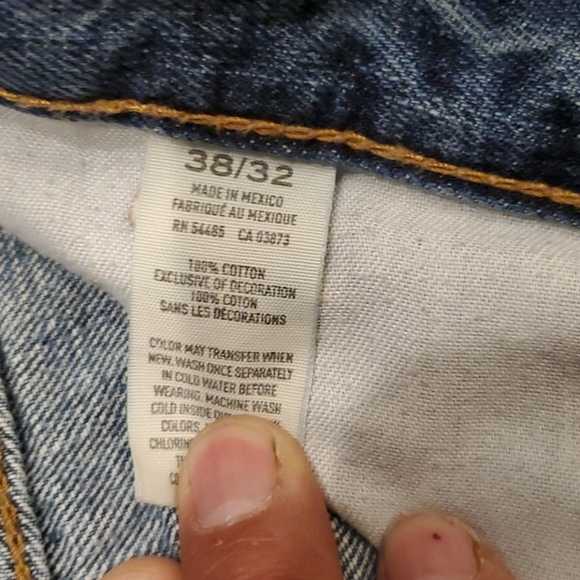 38/32
MADE IN MEXICO
FABRIQUÉ AU MEXIQUE
RN 54485 CA 03873
100% COTTON
EXCLUSIVE OF DECORATION
100% COTON
SANS LES DÉCORATIONS
COLOR MAY TRANSFER WHEN
NEW. WASH ONCE SEPARATELY
IN COLD WATER BEFORE
WEARING. MACHINE WASH
COLD INSIDE
COLORS,